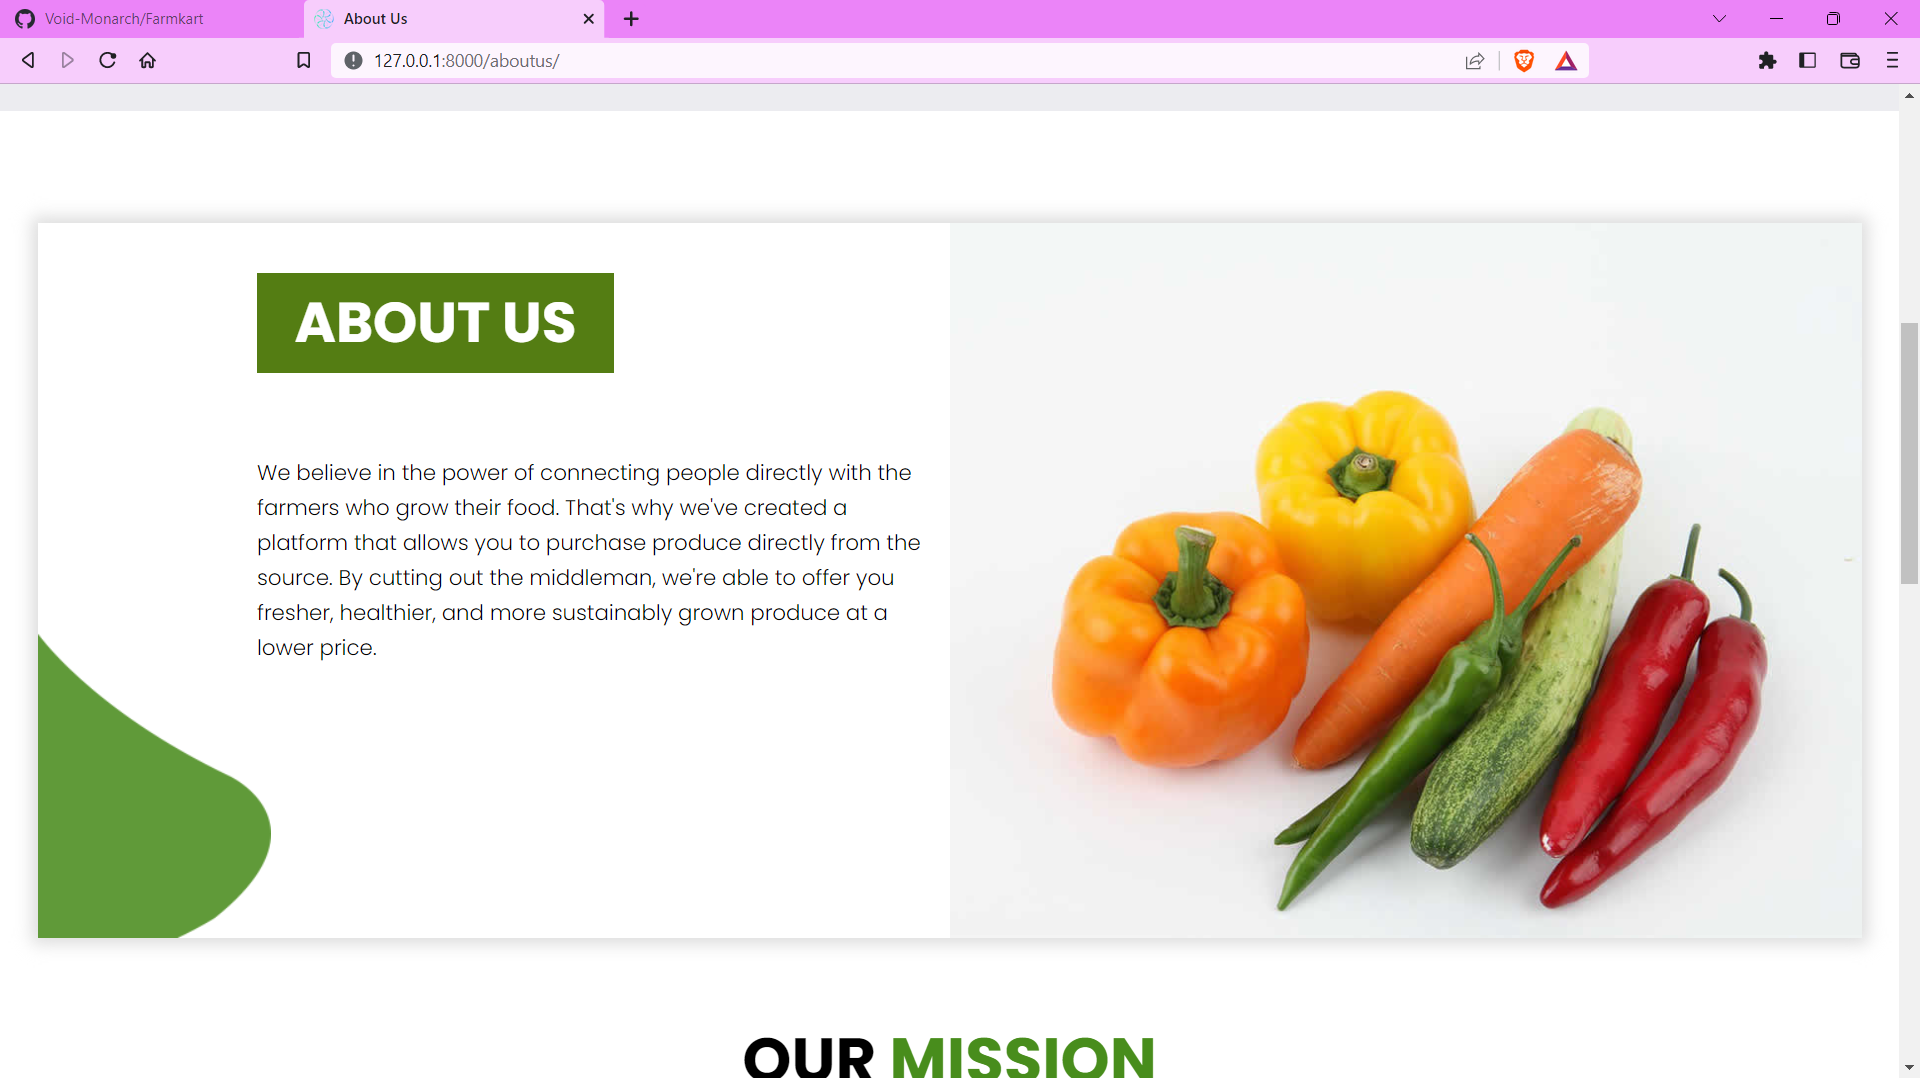 Void-Monarch/Farmkart
About Us
127.0.0.1:8000/aboutus/
ABOUT US
We believe in the power of connecting people directly with the
farmers who grow their food. That's why we've created a
platform that allows you to purchase produce directly from the
source. By cutting out the middleman, we're able to offer you
fresher, healthier, and more sustainably grown produce at a
lower price.
OUR MISSION